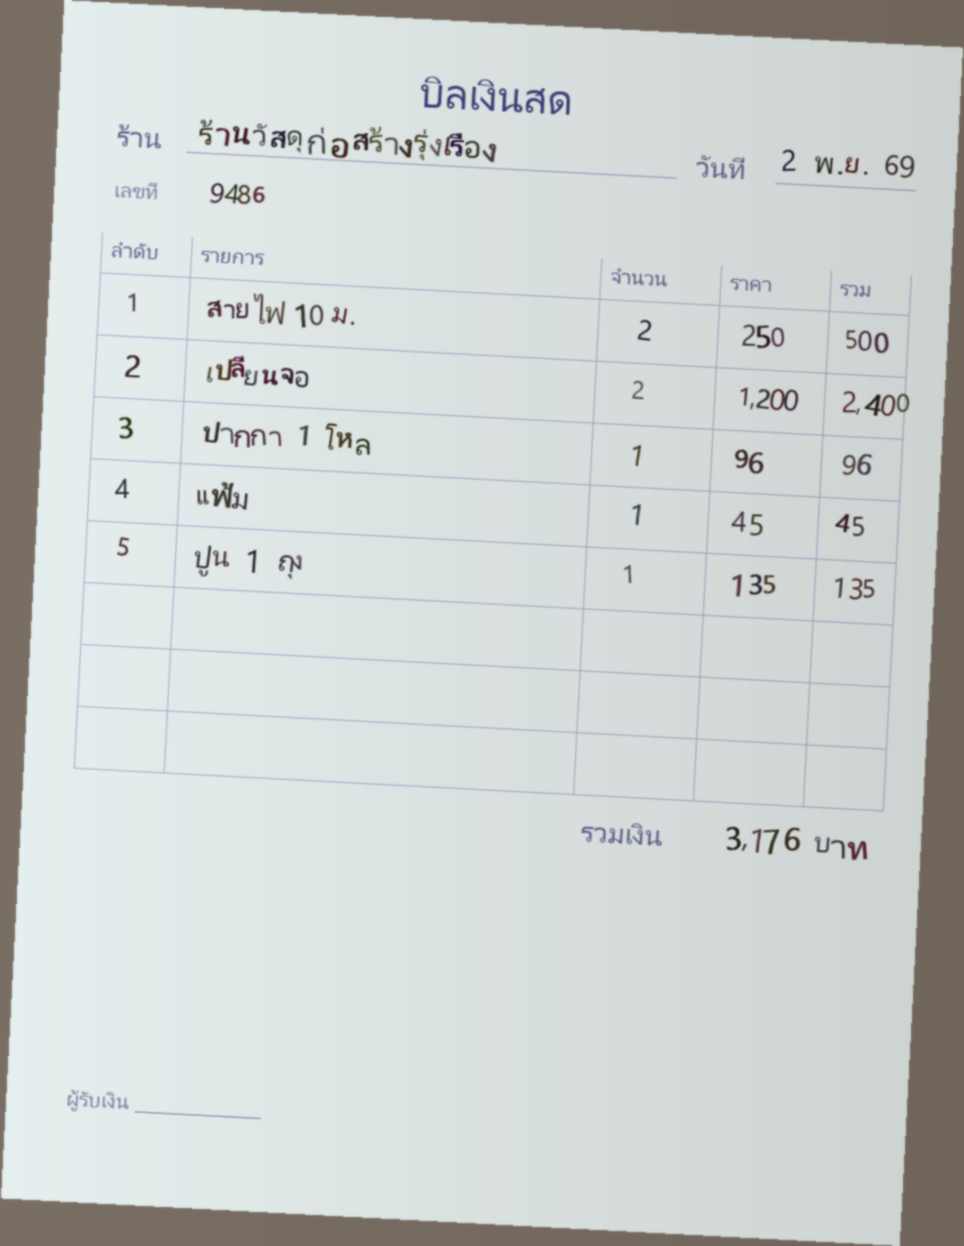 บิลเงินสด
ร้าน ร้านวัสดุก่อสร้างรุ่งเรือง วันที่ 2 พ.ย. 69
เลขที่ 9486
ลำดับ รายการ จำนวน ราคา รวม
1 สายไฟ 10 ม. 2 250 500
2 เปลี่ยนจอ 2 1,200 2,400
3 ปากกา 1 โหล 1 96 96
4 แฟ้ม 1 45 45
5 ปูน 1 ถุง 1 135 135
รวมเงิน 3,176 บาท
ผู้รับเงิน